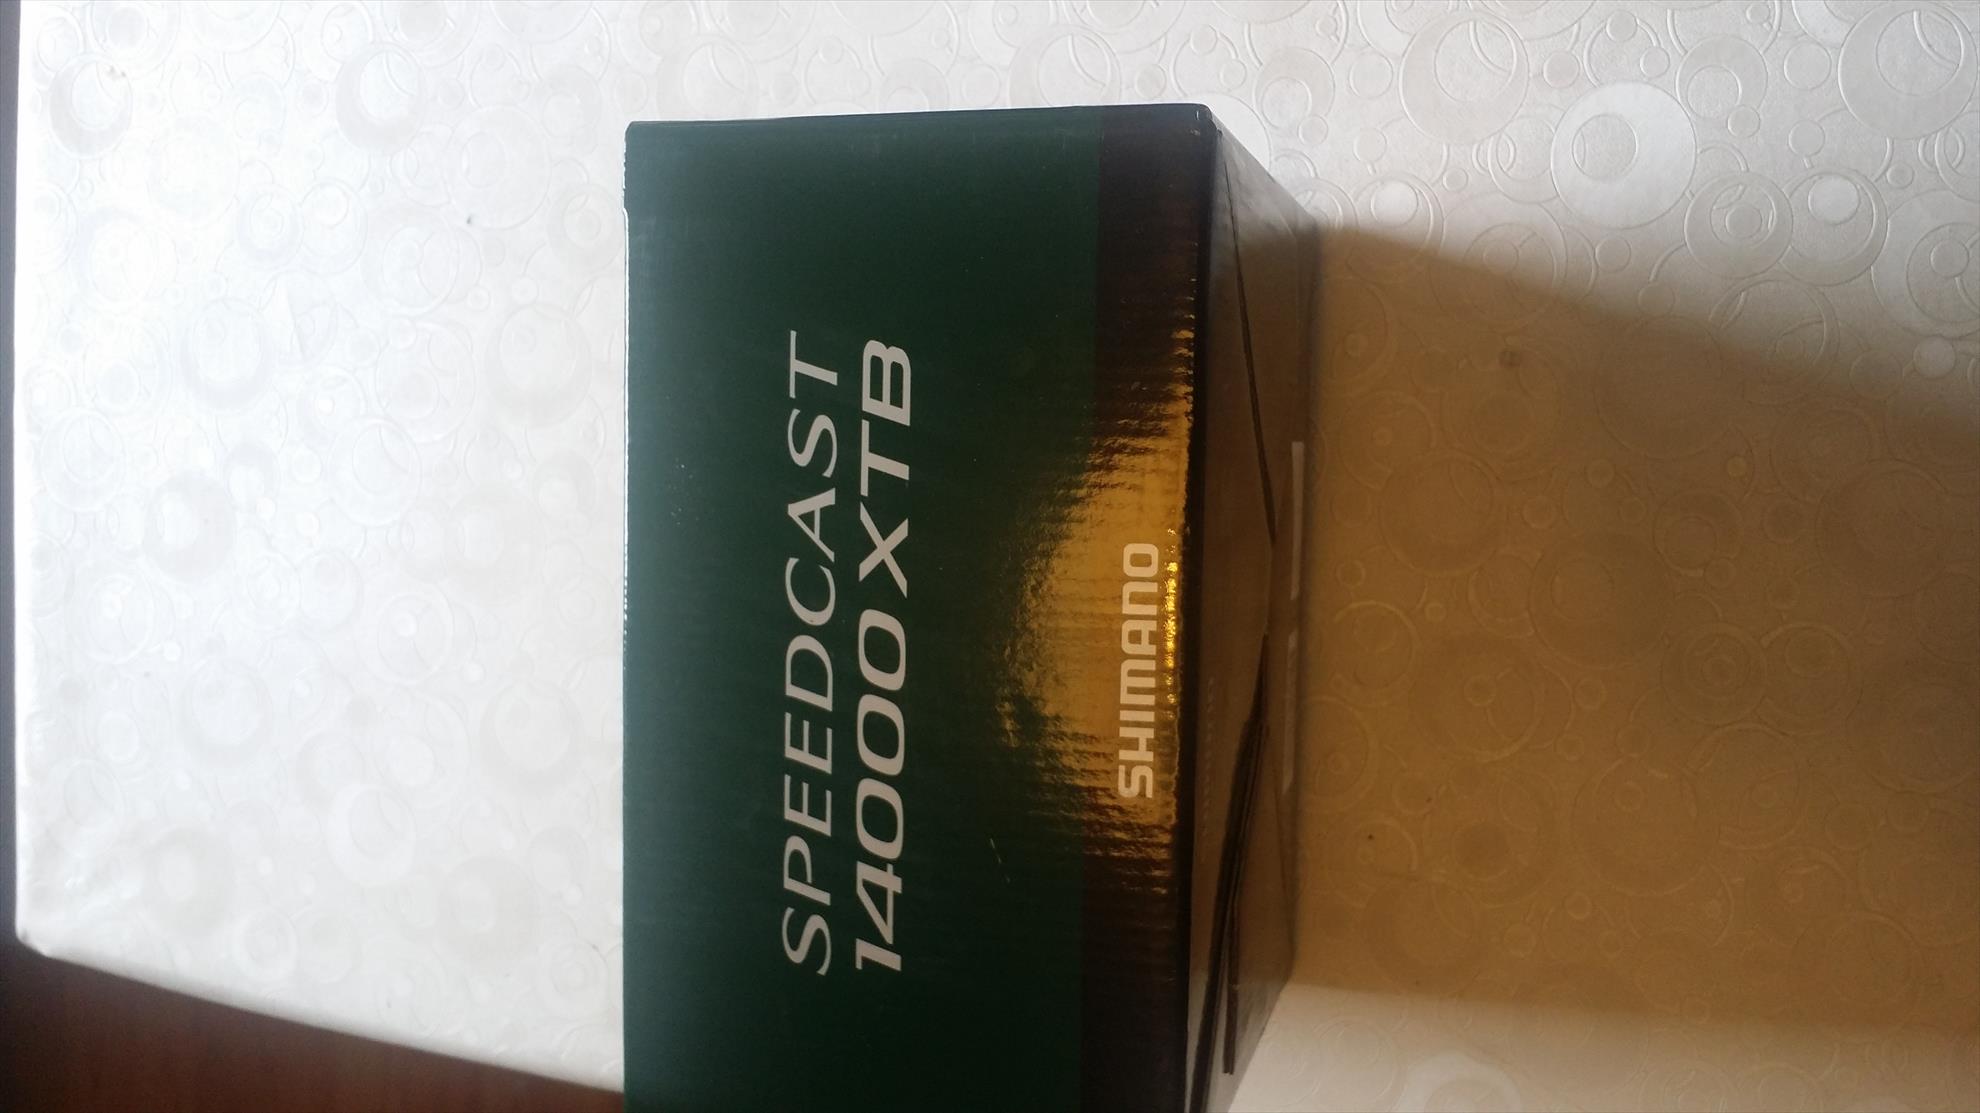 SPEEDCAST
14000 XTB
SHIMANO